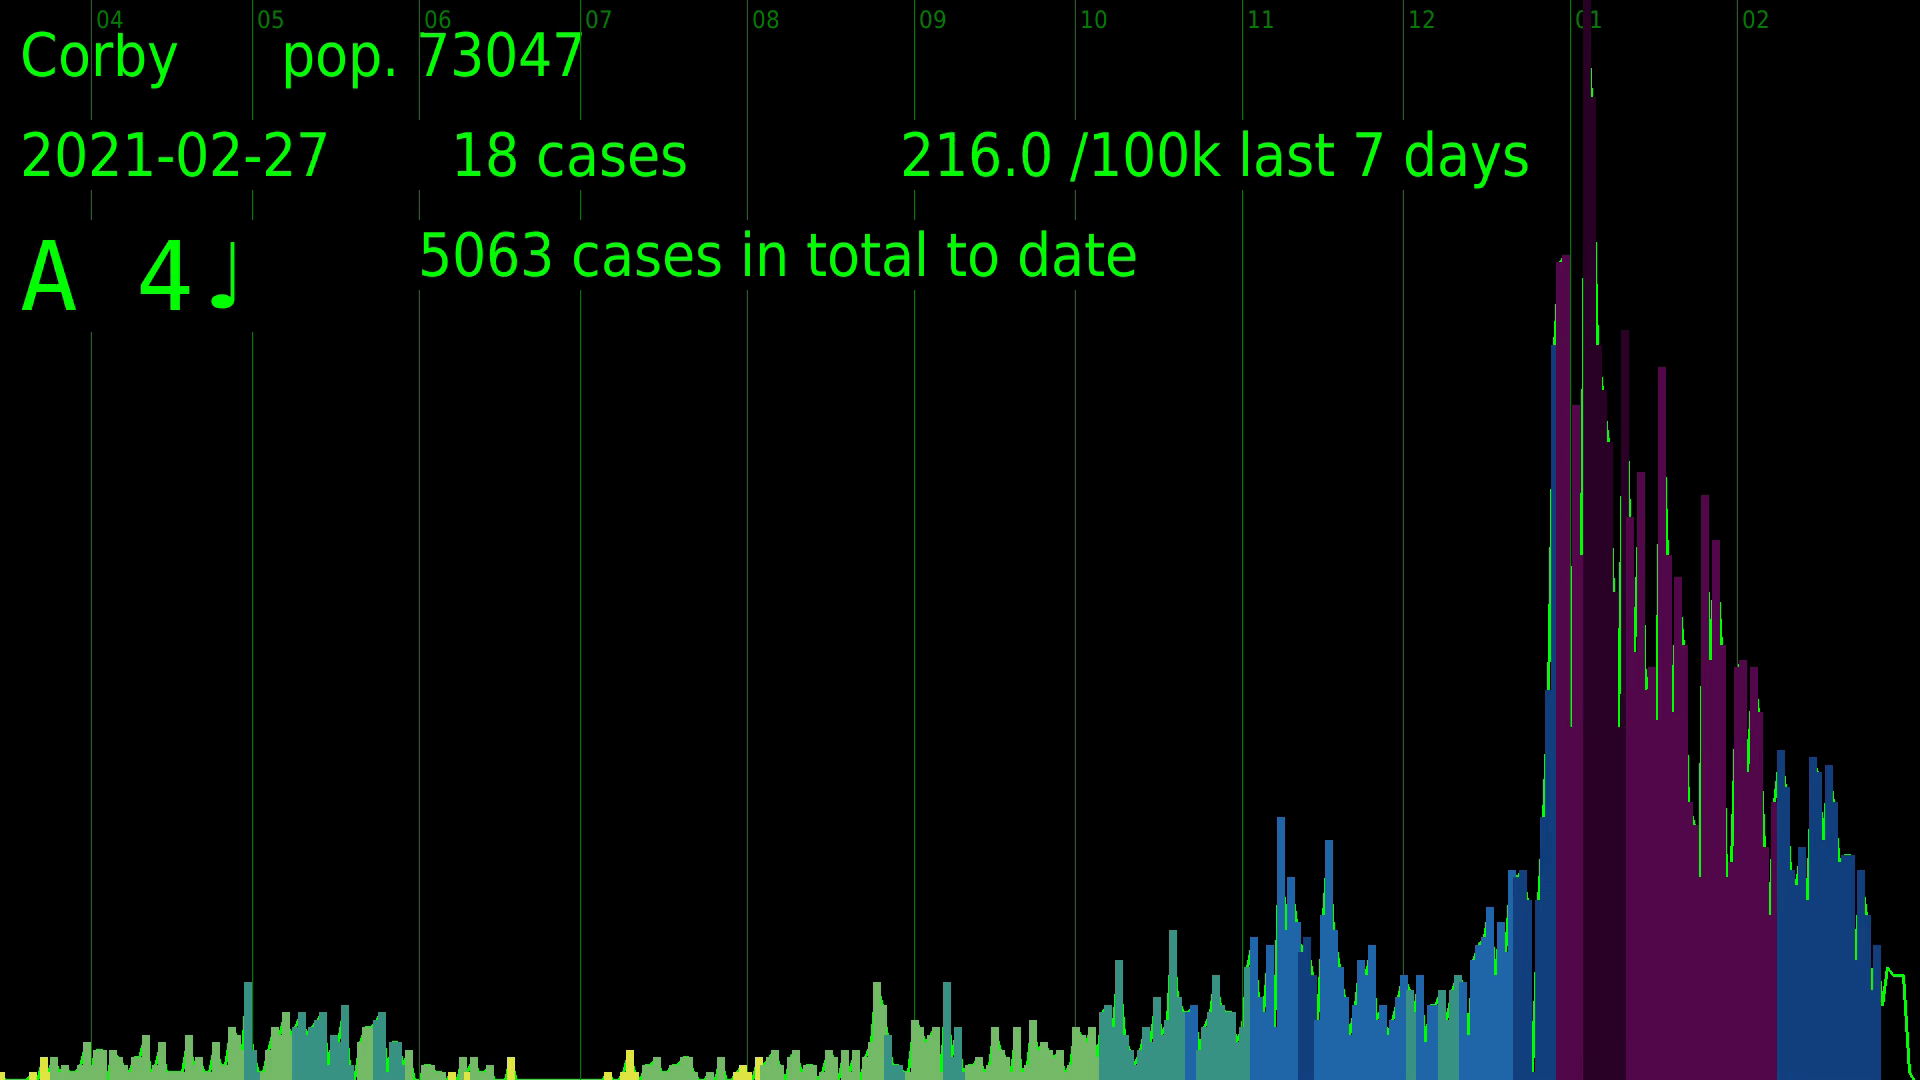 04 05 06 07 08 09 10 11 12 01 02
Corby pop. 73047
2021-02-27 18 cases 216.0 /100k last 7 days
A 4♩ 5063 cases in total to date